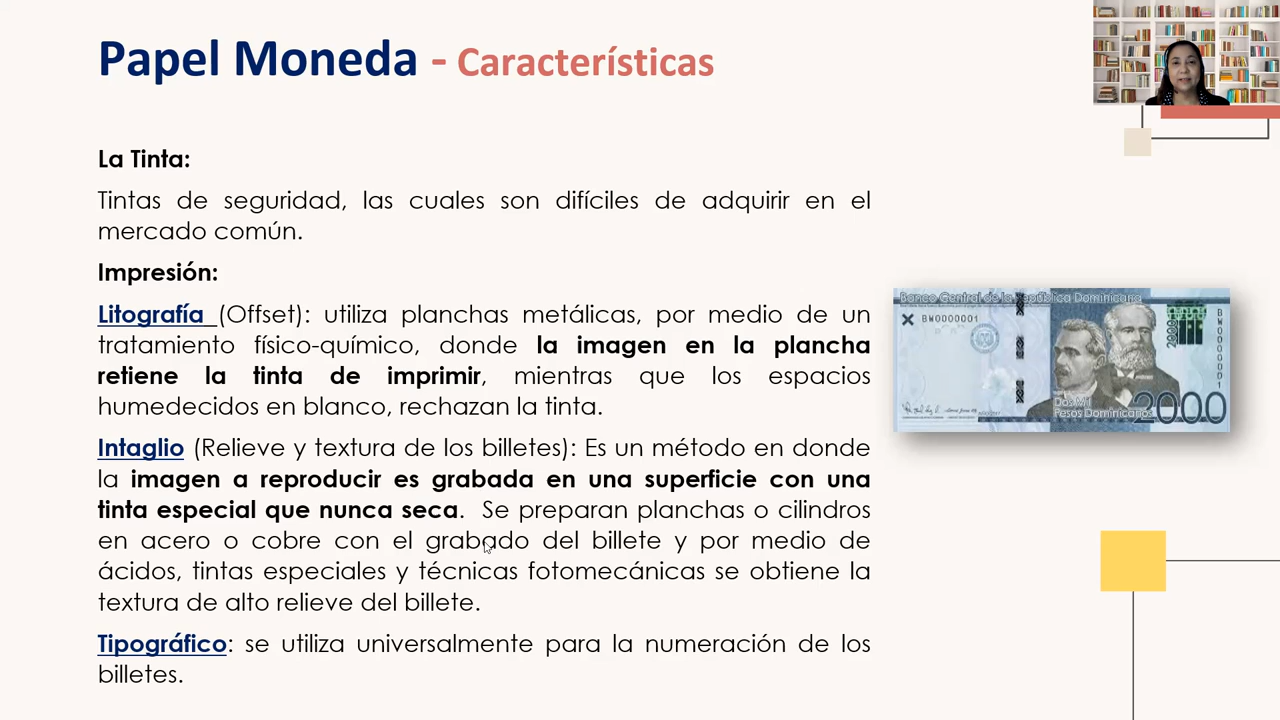 Papel Moneda - Características
La Tinta:
Tintas de seguridad, las cuales son difíciles de adquirir en el
mercado común.
Impresión:
Litografía (Offset): utiliza planchas metálicas, por medio de un
tratamiento físico-químico, donde la imagen en la plancha
retiene la tinta de imprimir, mientras que los espacios
humedecidos en blanco, rechazan la tinta.
Intaglio (Relieve y textura de los billetes): Es un método en donde
la imagen a reproducir es grabada en una superficie con una
tinta especial que nunca seca. Se preparan planchas o cilindros
en acero o cobre con el grabado del billete y por medio de
ácidos, tintas especiales y técnicas fotomecánicas se obtiene la
textura de alto relieve del billete.
Tipográfico: se utiliza universalmente para la numeración de los
billetes.
Banco Central de la República Dominicana
BW0000001
2000
BW0000001
Dos Mil
Pesos Dominicanos
2000